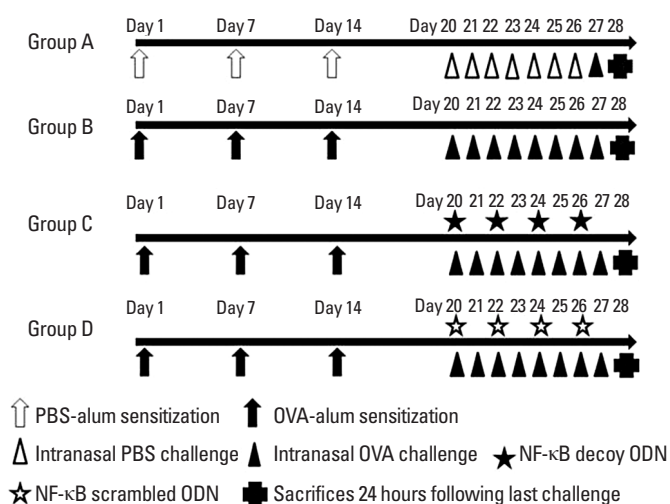 Day 1 Day 7 Day 14 Day 20 21 22 23 24 25 26 27 28
Group A
Day 1 Day 7 Day 14 Day 20 21 22 23 24 25 26 27 28
Group B
Day 1 Day 7 Day 14 Day 20 21 22 23 24 25 26 27 28
Group C
Day 1 Day 7 Day 14 Day 20 21 22 23 24 25 26 27 28
Group D
PBS-alum sensitization OVA-alum sensitization
Intranasal PBS challenge Intranasal OVA challenge NF-κB decoy ODN
NF-κB scrambled ODN Sacrifices 24 hours following last challenge